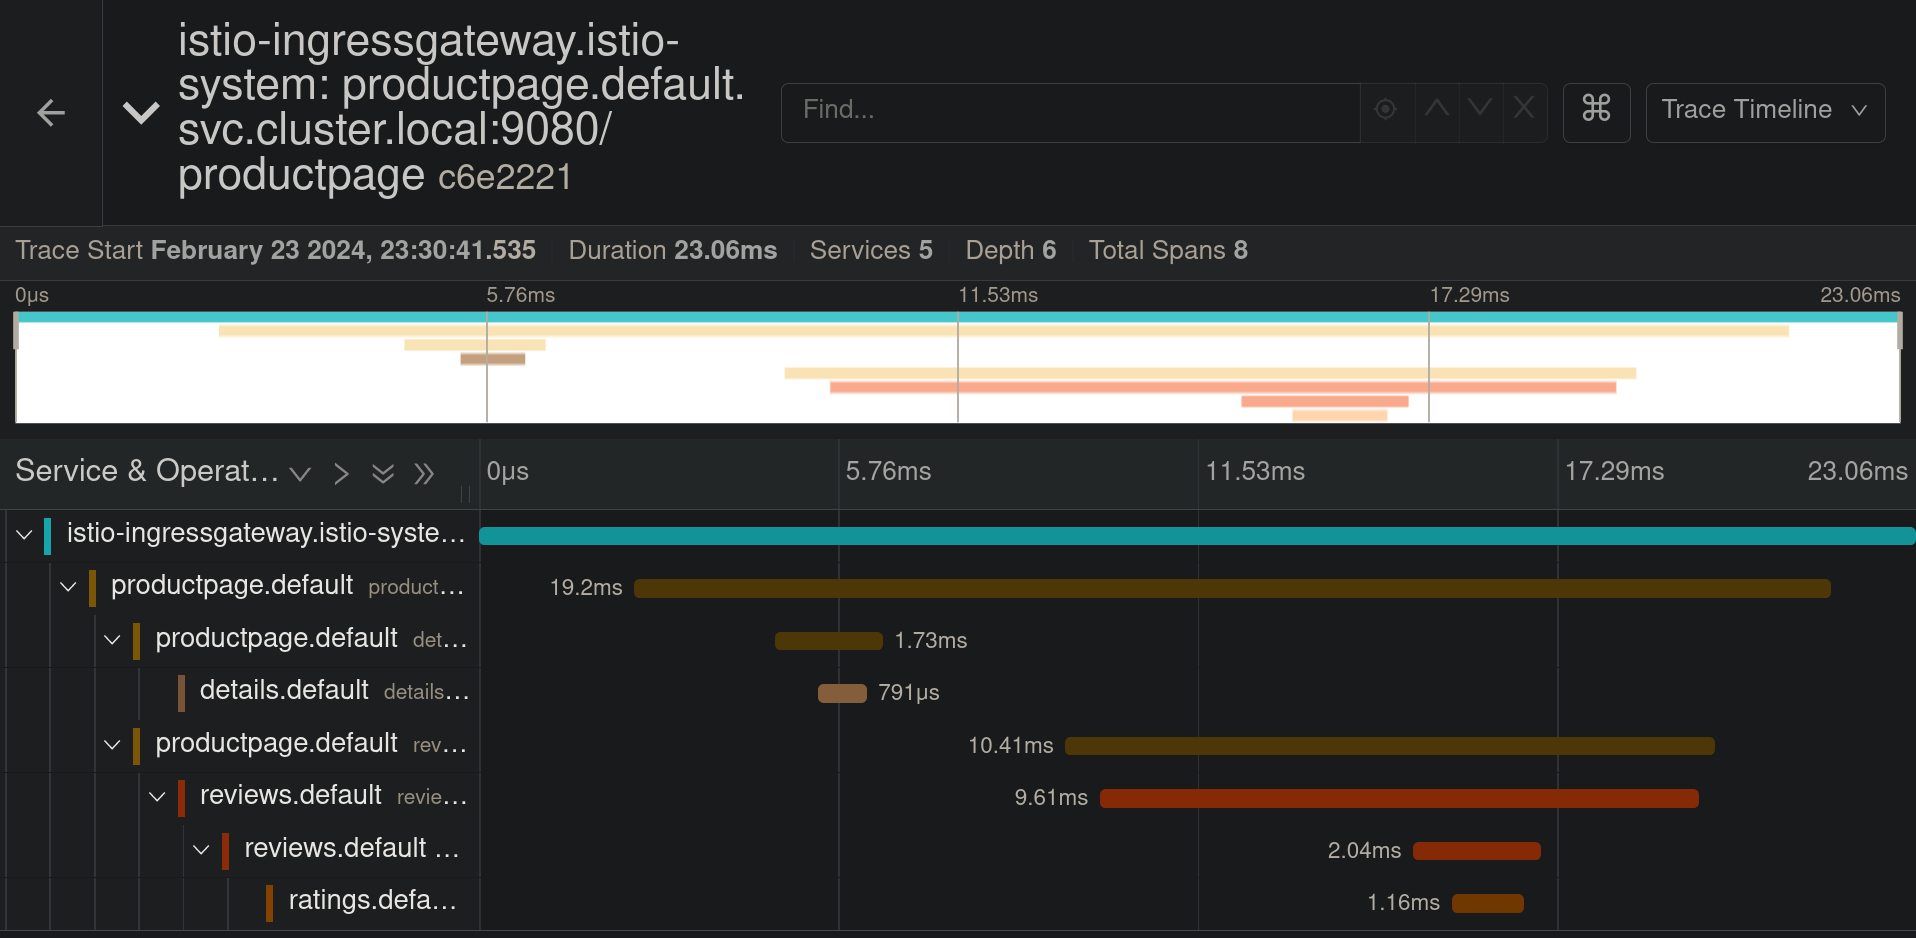 istio-ingressgateway.istio-
system: productpage.default.
svc.cluster.local:9080/
productpage c6e2221
Find...
Trace Timeline
Trace Start February 23 2024, 23:30:41.535 Duration 23.06ms Services 5 Depth 6 Total Spans 8
0μs 5.76ms 11.53ms 17.29ms 23.06ms
Service & Operat... 0μs 5.76ms 11.53ms 17.29ms 23.06ms
istio-ingressgateway.istio-syste...
productpage.default product... 19.2ms
productpage.default det... 1.73ms
details.default details... 791μs
productpage.default rev... 10.41ms
reviews.default revie... 9.61ms
reviews.default ... 2.04ms
ratings.defa... 1.16ms